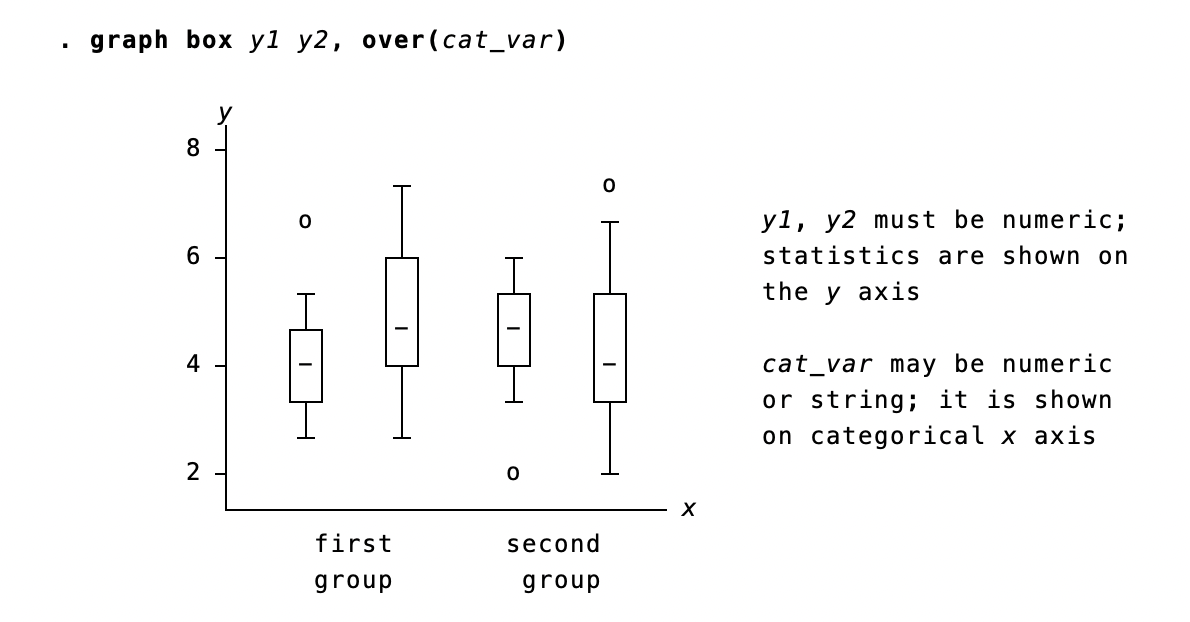 . graph box y1 y2, over(cat_var)
y
8
6
4
2
x
first group
second group
y1, y2 must be numeric;
statistics are shown on
the y axis
cat_var may be numeric
or string; it is shown
on categorical x axis